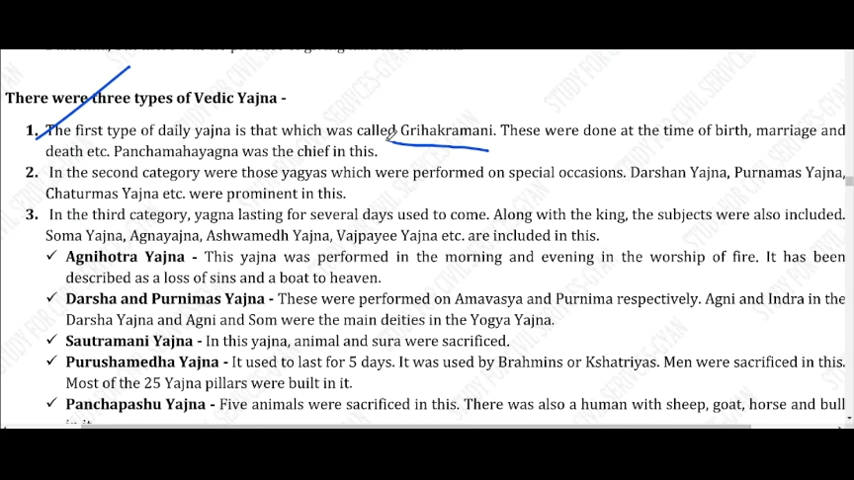 There were three types of Vedic Yajna -
1. The first type of daily yajna is that which was called Grihakramani. These were done at the time of birth, marriage and
death etc. Panchamahayagna was the chief in this.
2. In the second category were those yagyas which were performed on special occasions. Darshan Yajna, Purnamas Yajna,
Chaturmas Yajna etc. were prominent in this.
3. In the third category, yagna lasting for several days used to come. Along with the king, the subjects were also included.
Soma Yajna, Agnayajna, Ashwamedh Yajna, Vajpayee Yajna etc. are included in this.
✓ Agnihotra Yajna - This yajna was performed in the morning and evening in the worship of fire. It has been
described as a loss of sins and a boat to heaven.
✓ Darsha and Purnimas Yajna - These were performed on Amavasya and Purnima respectively. Agni and Indra in the
Darsha Yajna and Agni and Som were the main deities in the Yogya Yajna.
✓ Sautramani Yajna - In this yajna, animal and sura were sacrificed.
✓ Purushamedha Yajna - It used to last for 5 days. It was used by Brahmins or Kshatriyas. Men were sacrificed in this.
Most of the 25 Yajna pillars were built in it.
✓ Panchapashu Yajna - Five animals were sacrificed in this. There was also a human with sheep, goat, horse and bull